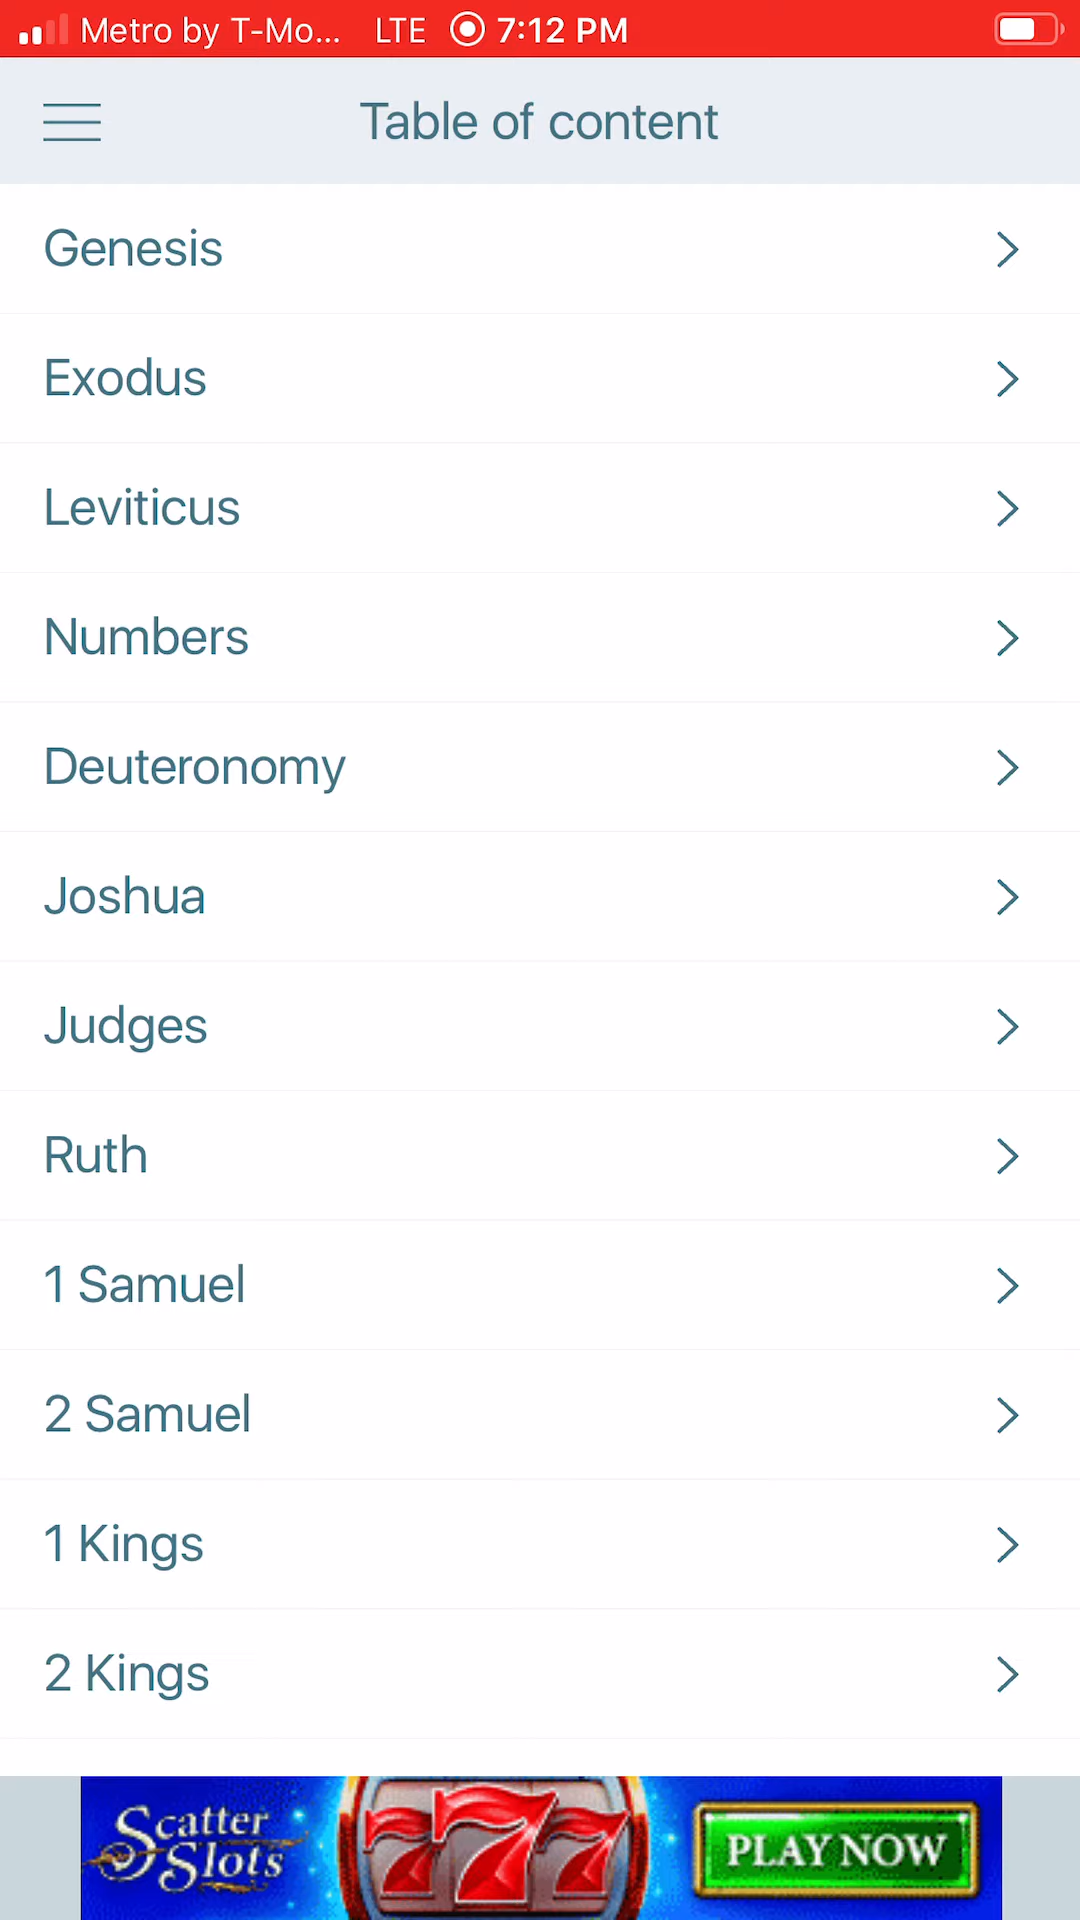 Metro by T-Mo... LTE 7:12 PM
Table of content
Genesis
Exodus
Leviticus
Numbers
Deuteronomy
Joshua
Judges
Ruth
1 Samuel
2 Samuel
1 Kings
2 Kings
Scatter
Slots
777
PLAY NOW